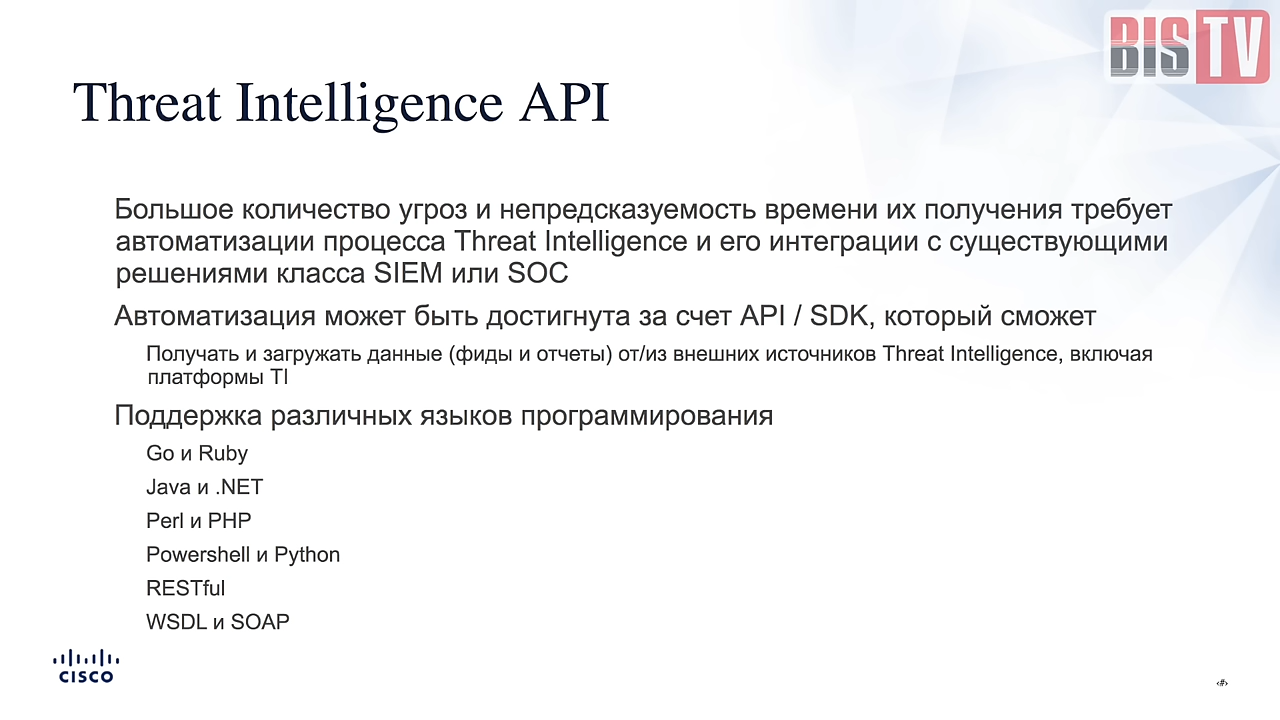 BIS TV
Threat Intelligence API
Большое количество угроз и непредсказуемость времени их получения требует
автоматизации процесса Threat Intelligence и его интеграции с существующими
решениями класса SIEM или SOC
Автоматизация может быть достигнута за счет API / SDK, который сможет
Получать и загружать данные (фиды и отчеты) от/из внешних источников Threat Intelligence, включая
платформы TI
Поддержка различных языков программирования
Go и Ruby
Java и .NET
Perl и PHP
Powershell и Python
RESTful
WSDL и SOAP
CISCO
‹#›